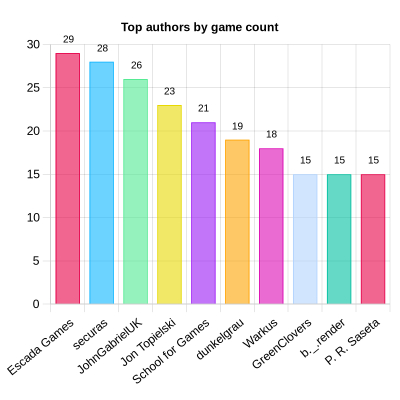 Top authors by game count
30
25
20
15
10
5
0
29
28
26
23
21
19
18
15
15
15
Escada Games
securas
JohnGabrielUK
Jon Topielski
School for Games
dunkelgrau
Warkus
GreenClovers
b._.render
P. R. Saseta